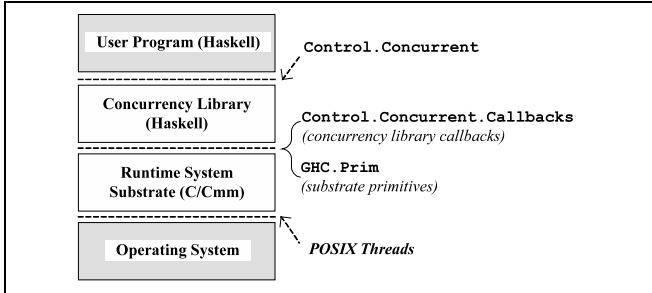 User Program (Haskell)
Control.Concurrent
Concurrency Library
(Haskell)
Control.Concurrent.Callbacks
(concurrency library callbacks)
GHC.Prim
(substrate primitives)
Runtime System
Substrate (C/Cmm)
Operating System
POSIX Threads